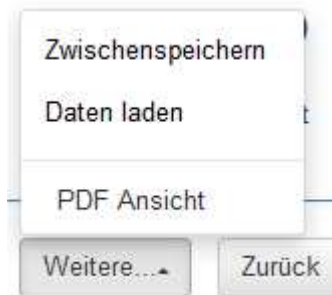 Zwischenspeichern
Daten laden
PDF Ansicht
Weitere...
Zurück